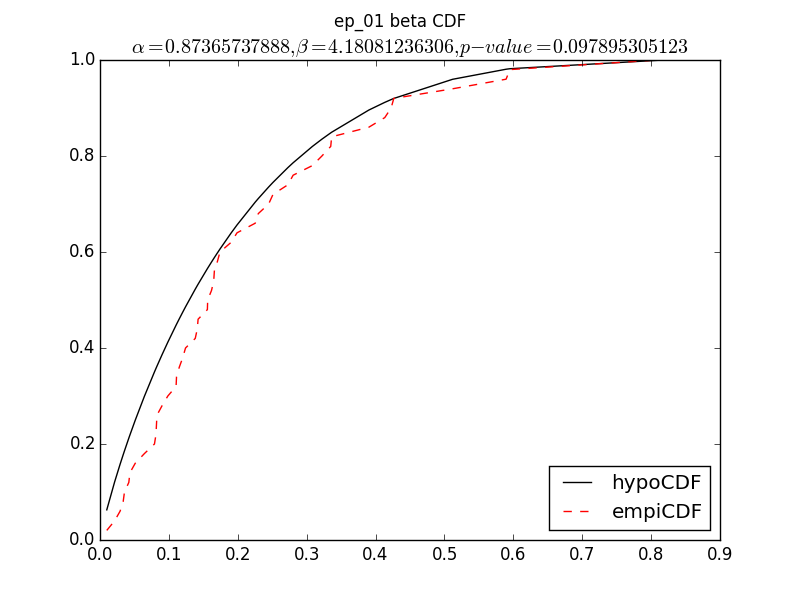 ep_01 beta CDF
α=0.87365737888,β=4.18081236306,p−value=0.097895305123
1.0
0.8
0.6
0.4
0.2
0.0
0.0 0.1 0.2 0.3 0.4 0.5 0.6 0.7 0.8 0.9
hypoCDF
empiCDF